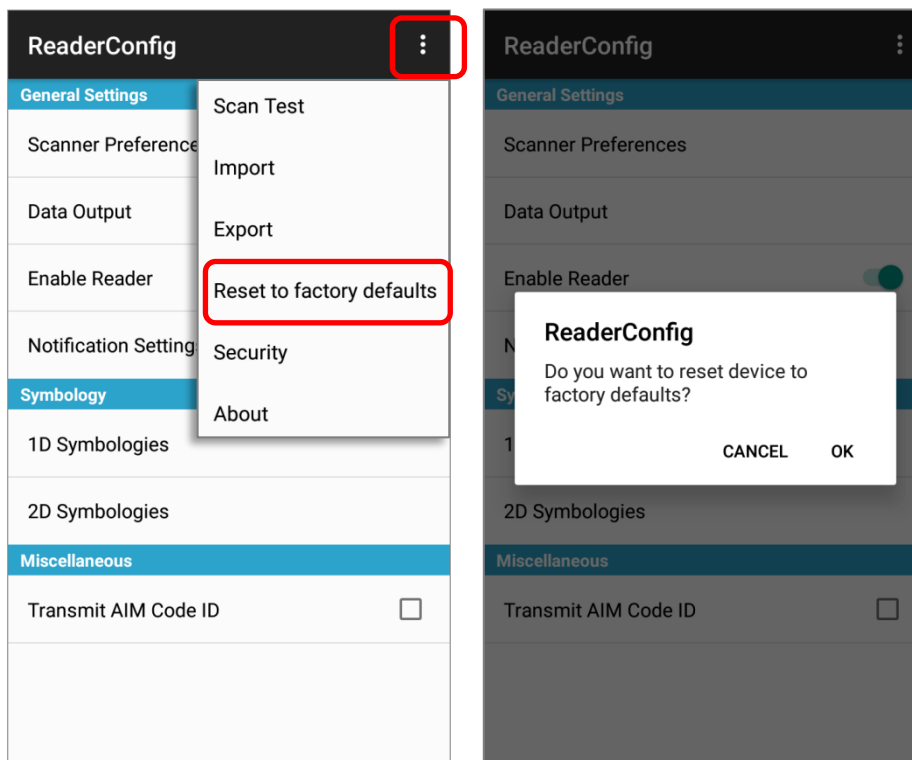 ReaderConfig
General Settings
Scanner Preference
Data Output
Enable Reader
Notification Setting
Symbology
1D Symbologies
2D Symbologies
Miscellaneous
Transmit AIM Code ID
Scan Test
Import
Export
Reset to factory defaults
Security
About
ReaderConfig
General Settings
Scanner Preferences
Data Output
Enable Reader
N
Sy
1
2D Symbologies
Miscellaneous
Transmit AIM Code ID
ReaderConfig
Do you want to reset device to
factory defaults?
CANCEL OK